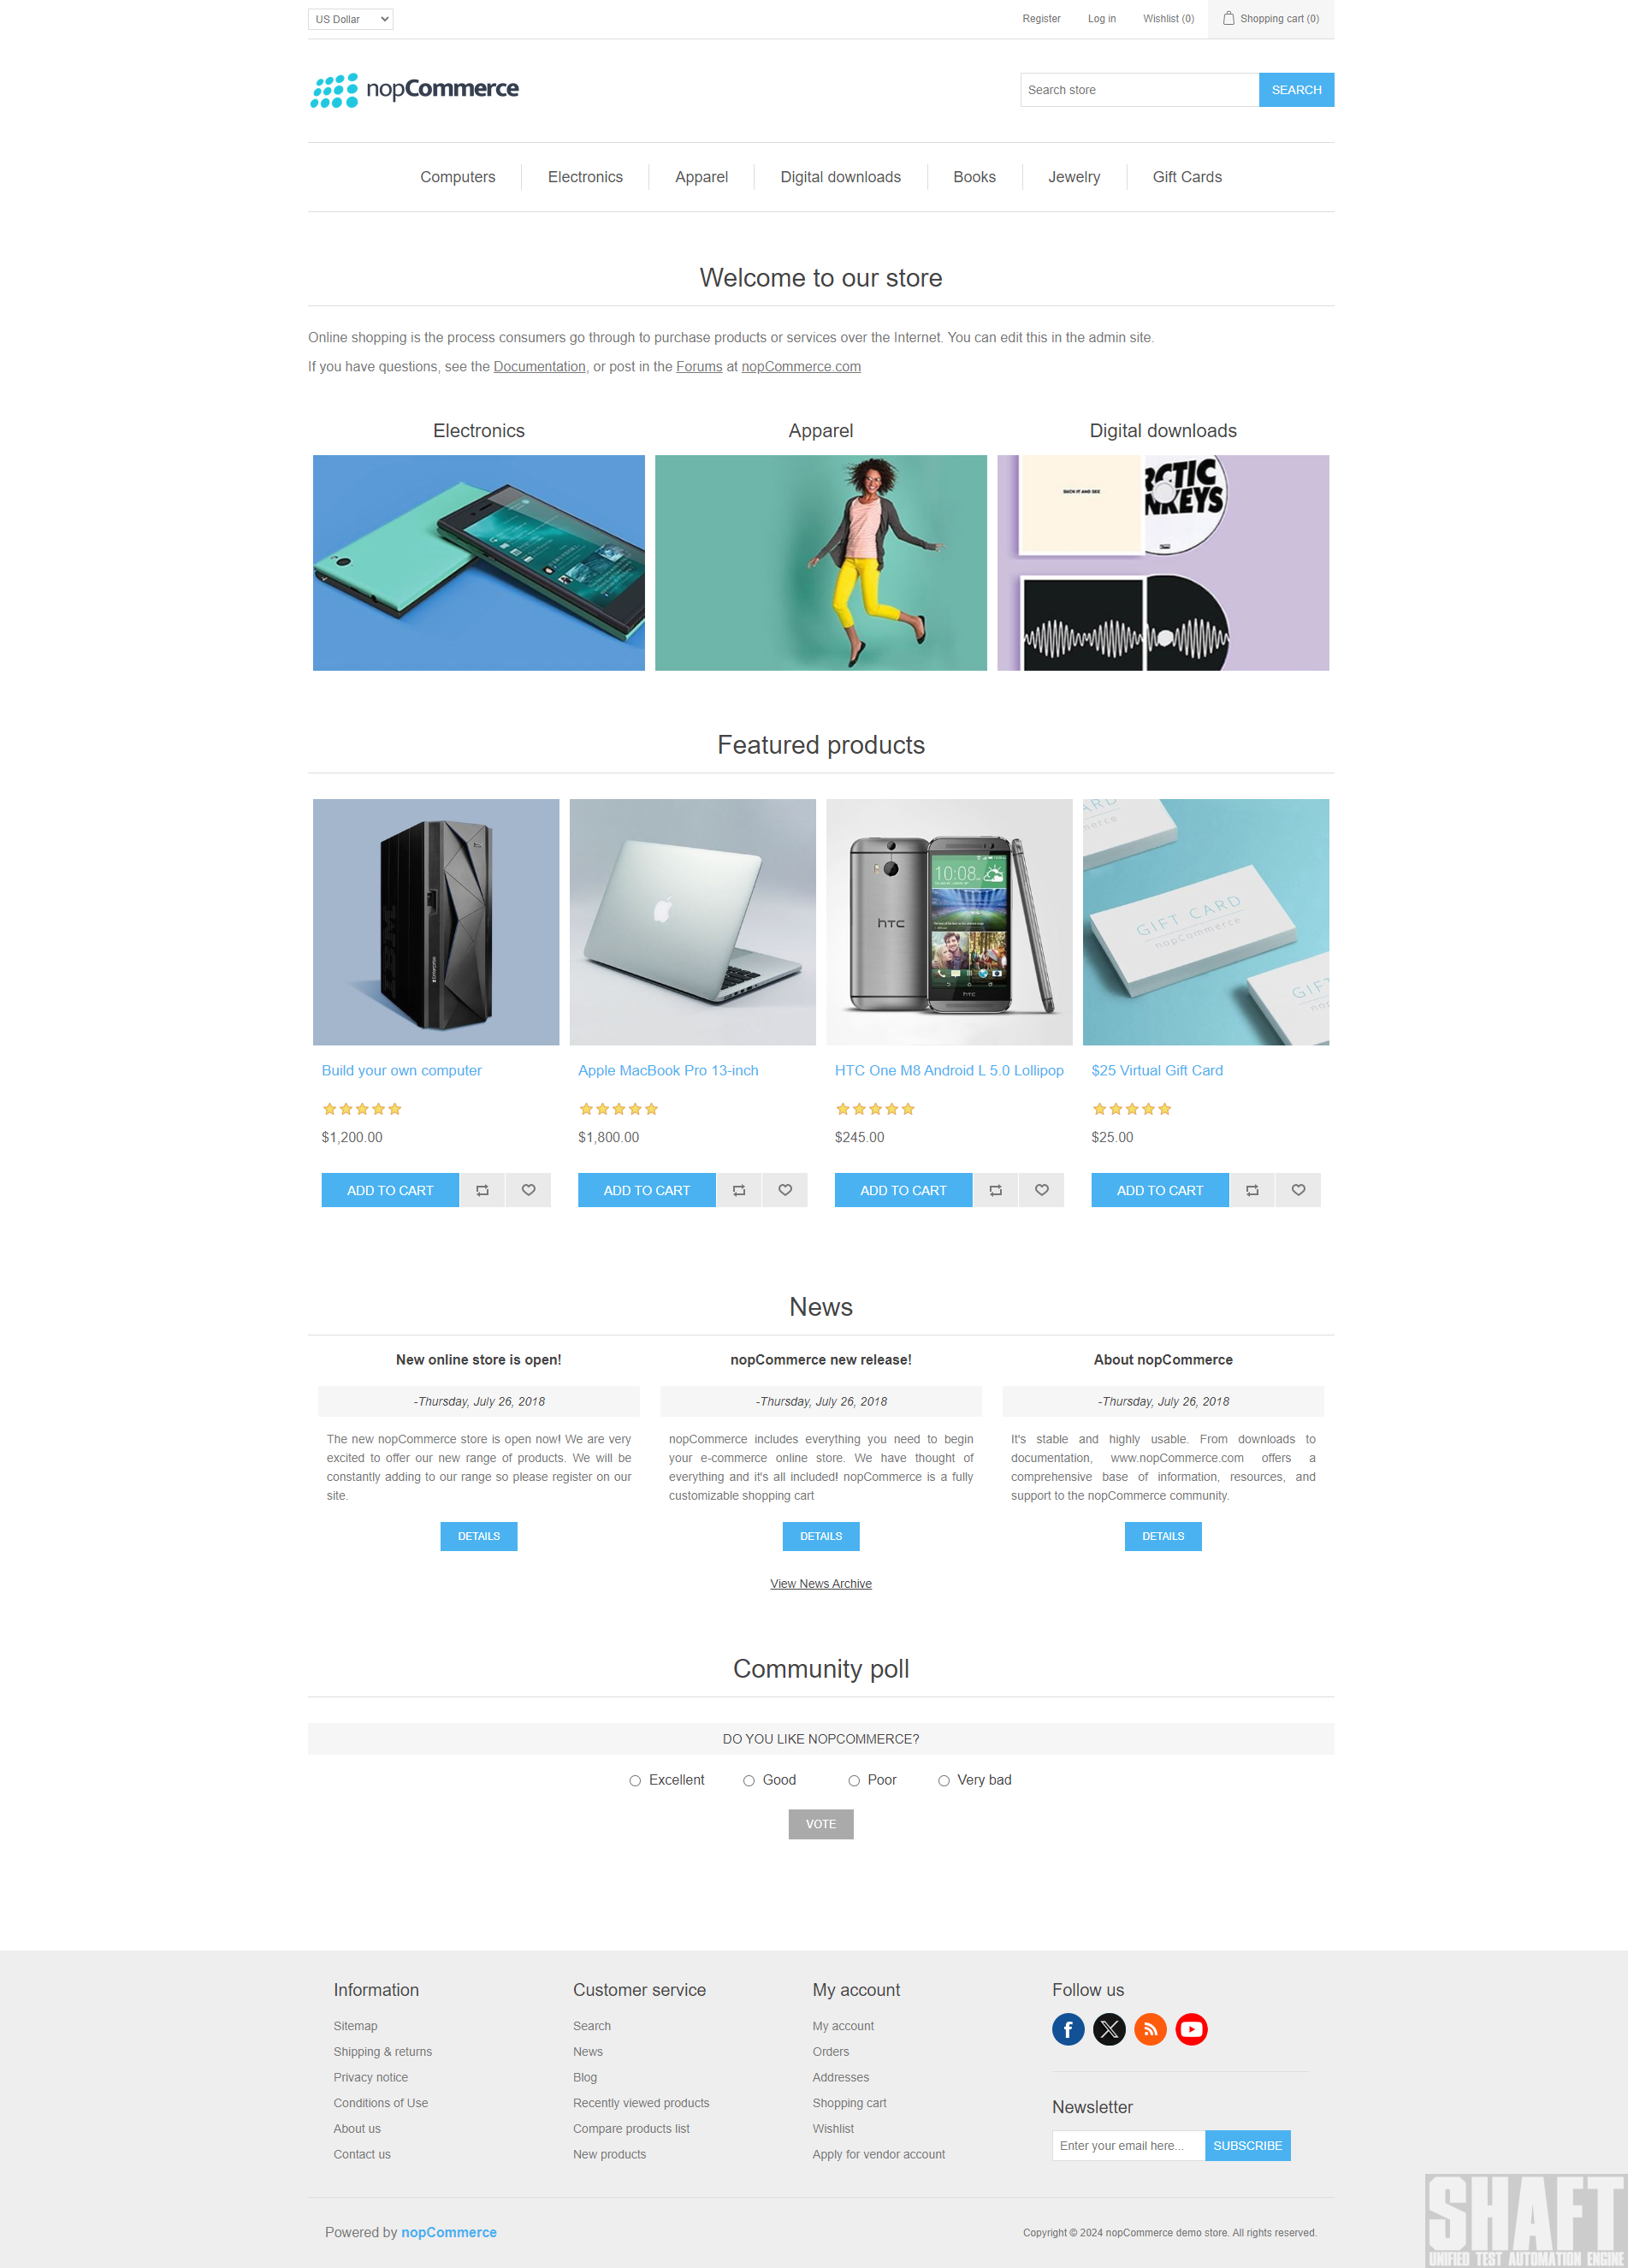 US Dollar
Register
Log in
Wishlist (0)
Shopping cart (0)
nopCommerce
Search store
SEARCH
Computers
Electronics
Apparel
Digital downloads
Books
Jewelry
Gift Cards
Welcome to our store
Online shopping is the process consumers go through to purchase products or services over the Internet. You can edit this in the admin site.
If you have questions, see the Documentation, or post in the Forums at nopCommerce.com
Electronics
Apparel
Digital downloads
SUCK IT AND SEE
RCTIC
NKEYS
Featured products
10:08
hTC
hTC
GIFT CARD
nopCommerce
Build your own computer
$1,200.00
ADD TO CART
Apple MacBook Pro 13-inch
$1,800.00
ADD TO CART
HTC One M8 Android L 5.0 Lollipop
$245.00
ADD TO CART
$25 Virtual Gift Card
$25.00
ADD TO CART
News
New online store is open!
-Thursday, July 26, 2018
The new nopCommerce store is open now! We are very
excited to offer our new range of products. We will be
constantly adding to our range so please register on our
site.
DETAILS
nopCommerce new release!
-Thursday, July 26, 2018
nopCommerce includes everything you need to begin
your e-commerce online store. We have thought of
everything and it's all included! nopCommerce is a fully
customizable shopping cart
DETAILS
About nopCommerce
-Thursday, July 26, 2018
It's stable and highly usable. From downloads to
documentation, www.nopCommerce.com offers a
comprehensive base of information, resources, and
support to the nopCommerce community.
DETAILS
View News Archive
Community poll
DO YOU LIKE NOPCOMMERCE?
Excellent
Good
Poor
Very bad
VOTE
Information
Sitemap
Shipping & returns
Privacy notice
Conditions of Use
About us
Contact us
Customer service
Search
News
Blog
Recently viewed products
Compare products list
New products
My account
My account
Orders
Addresses
Shopping cart
Wishlist
Apply for vendor account
Follow us
Newsletter
Enter your email here...
SUBSCRIBE
Powered by nopCommerce
Copyright © 2024 nopCommerce demo store. All rights reserved.
SHAFT
UNIFIED TEST AUTOMATION ENGINE